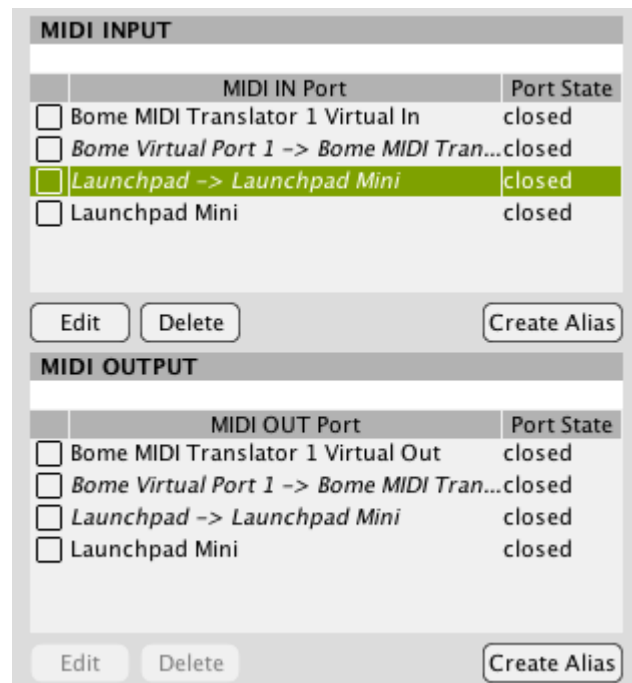 MIDI INPUT
MIDI IN Port Port State
Bome MIDI Translator 1 Virtual In closed
Bome Virtual Port 1 –> Bome MIDI Tran...closed
Launchpad –> Launchpad Mini closed
Launchpad Mini closed
Edit Delete Create Alias
MIDI OUTPUT
MIDI OUT Port Port State
Bome MIDI Translator 1 Virtual Out closed
Bome Virtual Port 1 –> Bome MIDI Tran...closed
Launchpad –> Launchpad Mini closed
Launchpad Mini closed
Edit Delete Create Alias